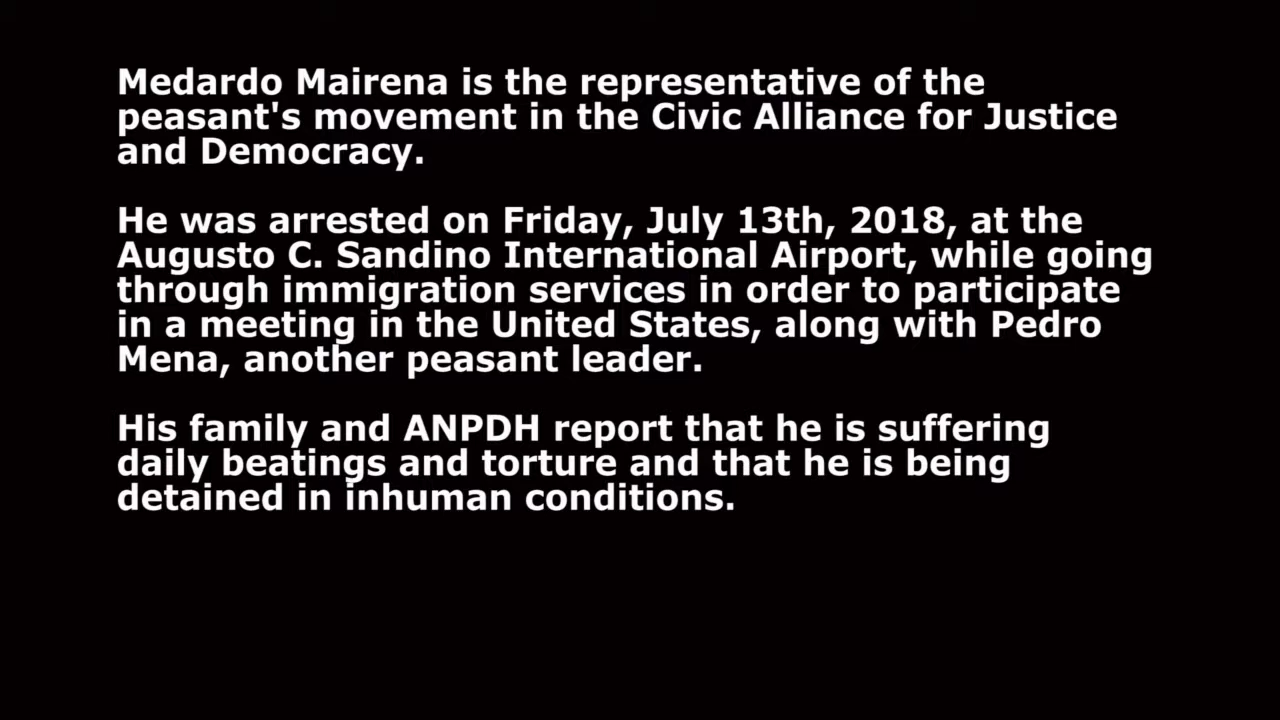 Medardo Mairena is the representative of the
peasant's movement in the Civic Alliance for Justice
and Democracy.
He was arrested on Friday, July 13th, 2018, at the
Augusto C. Sandino International Airport, while going
through immigration services in order to participate
in a meeting in the United States, along with Pedro
Mena, another peasant leader.
His family and ANPDH report that he is suffering
daily beatings and torture and that he is being
detained in inhuman conditions.